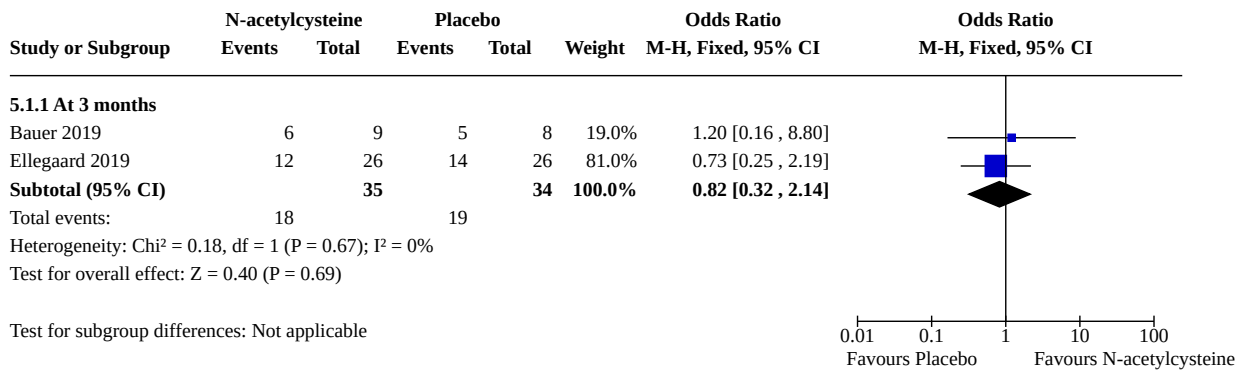 N-acetylcysteine Placebo Odds Ratio Odds Ratio
Study or Subgroup Events Total Events Total Weight M-H, Fixed, 95% CI M-H, Fixed, 95% CI
5.1.1 At 3 months
Bauer 2019 6 9 5 8 19.0% 1.20 [0.16 , 8.80]
Ellegaard 2019 12 26 14 26 81.0% 0.73 [0.25 , 2.19]
Subtotal (95% CI) 35 34 100.0% 0.82 [0.32 , 2.14]
Total events: 18 19
Heterogeneity: Chi² = 0.18, df = 1 (P = 0.67); I² = 0%
Test for overall effect: Z = 0.40 (P = 0.69)
Test for subgroup differences: Not applicable
0.01 0.1 1 10 100
Favours Placebo Favours N-acetylcysteine